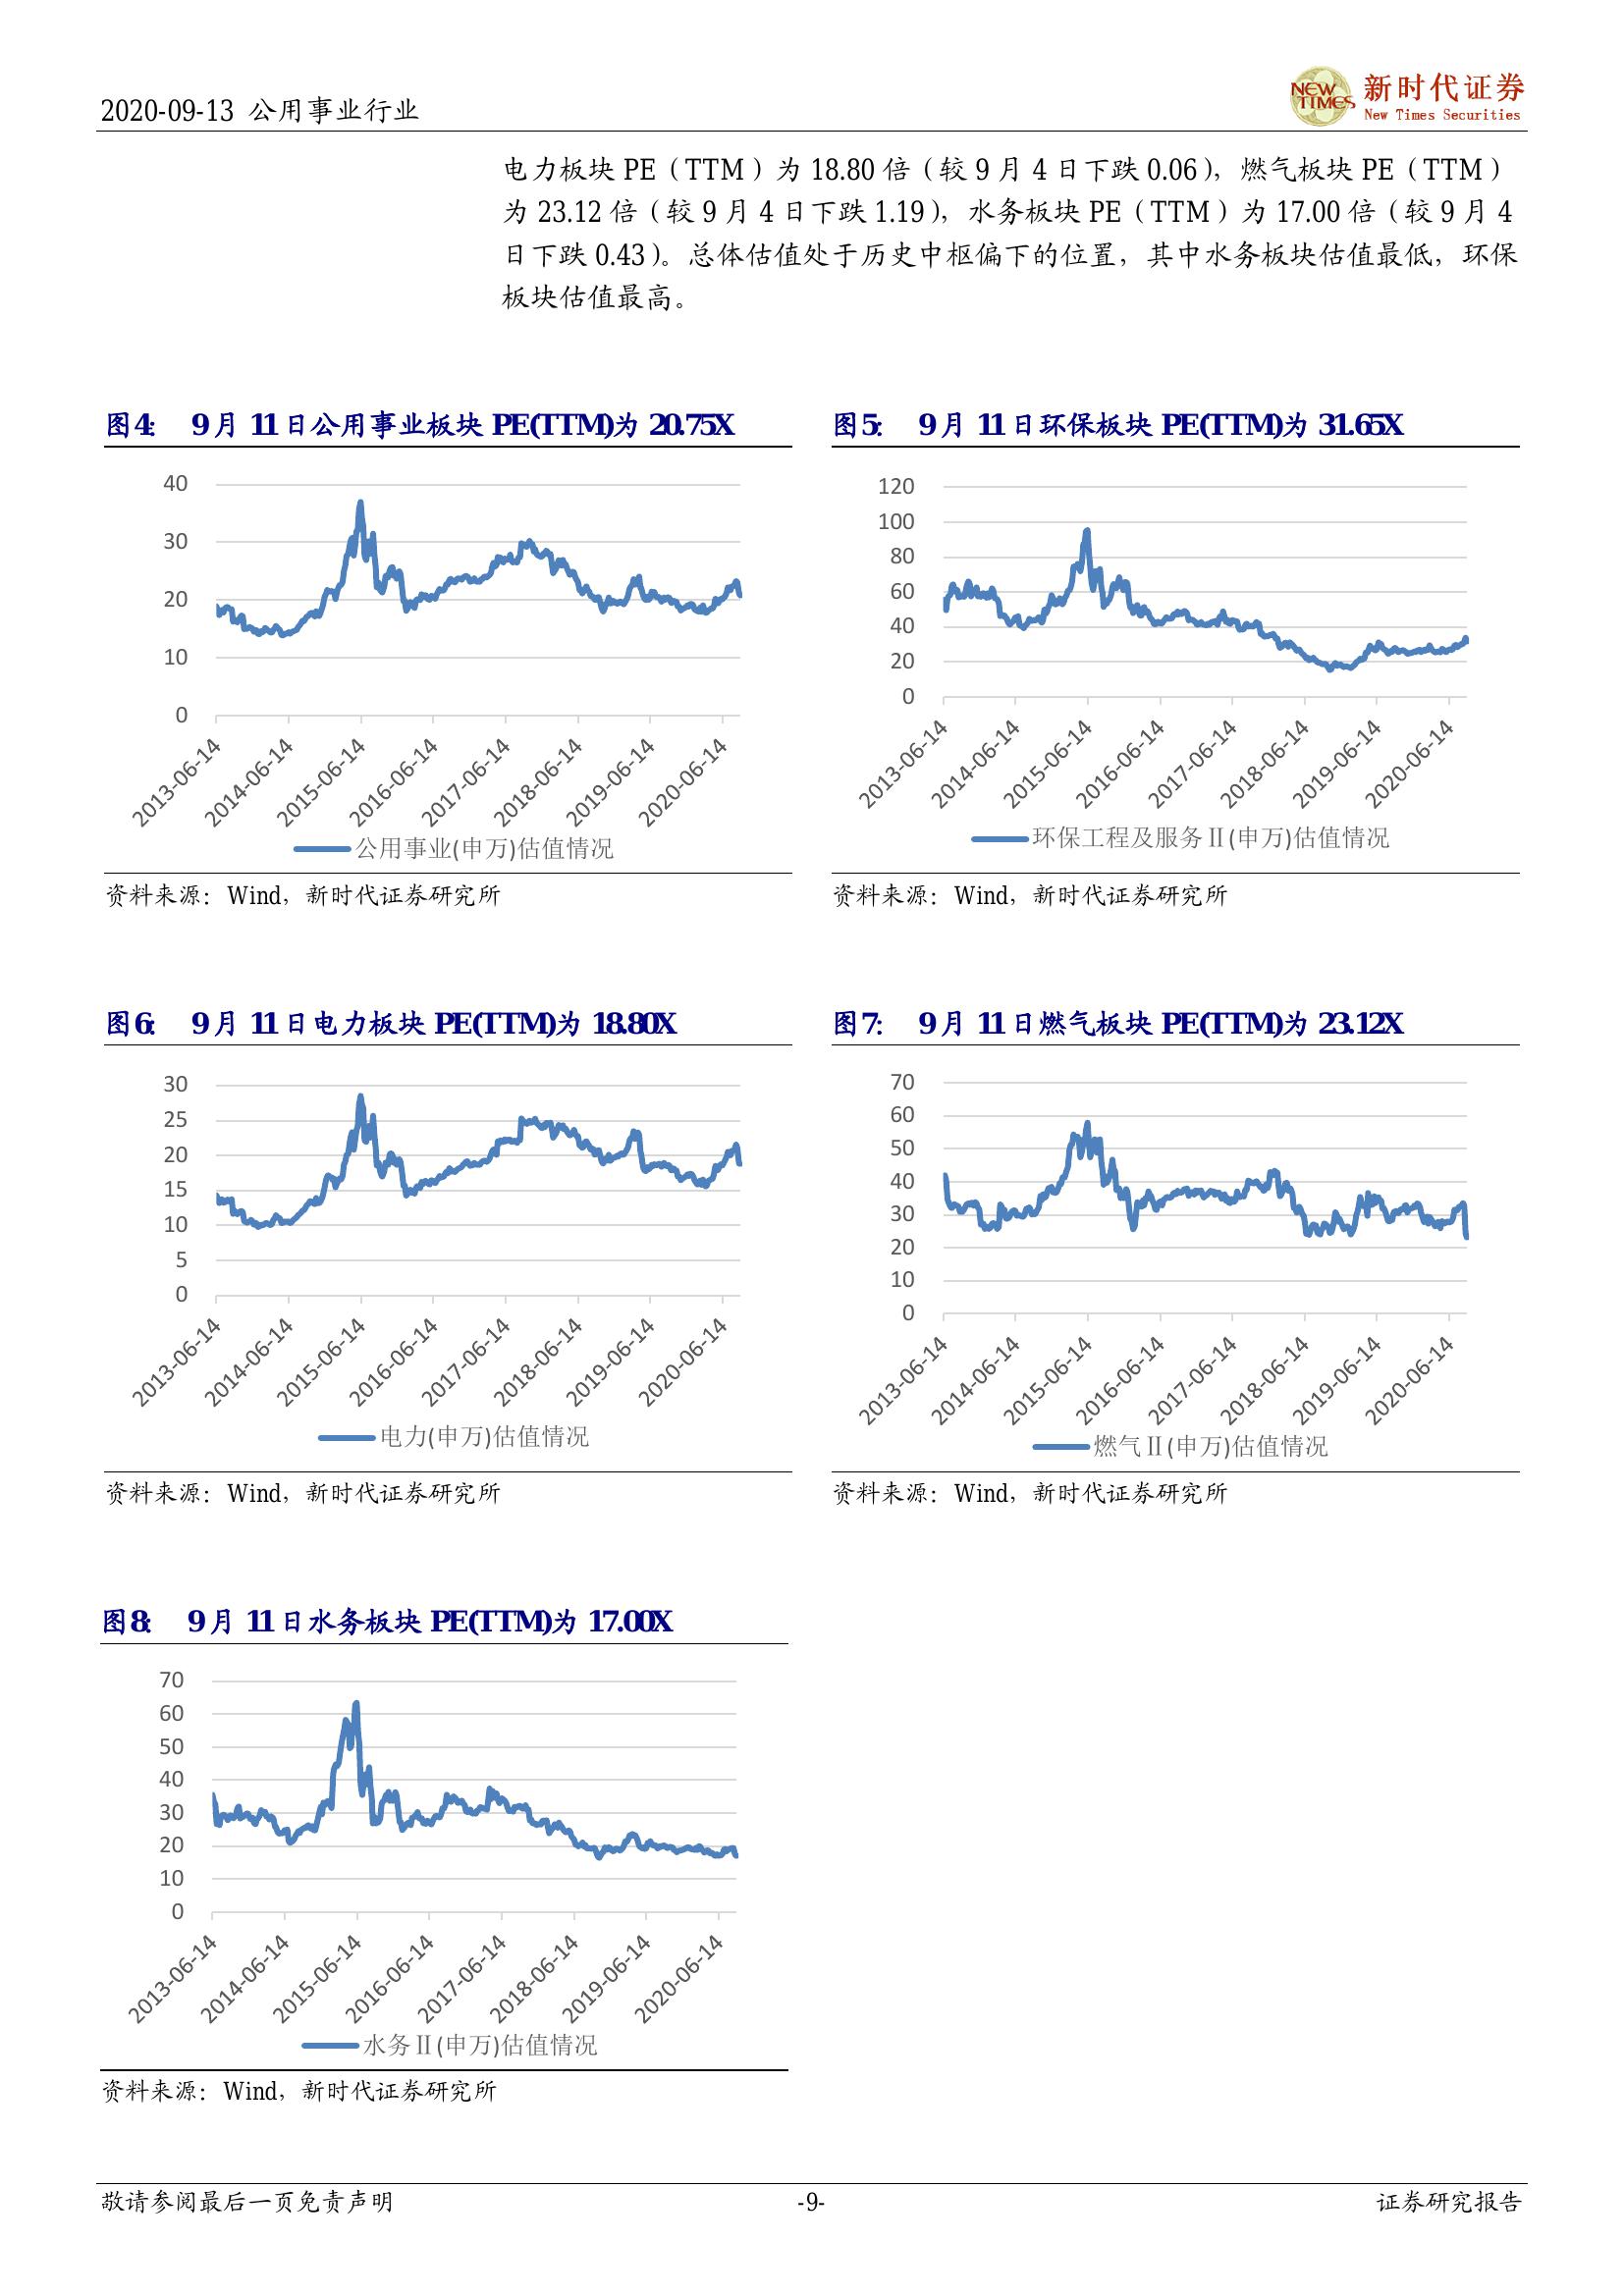 2020-09-13 公用事业行业
NEW TIMES 新时代证券
New Times Securities
电力板块 PE（TTM）为 18.80 倍（较 9 月 4 日下跌 0.06），燃气板块 PE（TTM）
为 23.12 倍（较 9 月 4 日下跌 1.19），水务板块 PE（TTM）为 17.00 倍（较 9 月 4
日下跌 0.43）。总体估值处于历史中枢偏下的位置，其中水务板块估值最低，环保
板块估值最高。
图4： 9 月 11 日公用事业板块 PE(TTM)为 20.75X
40
30
20
10
0
2013-06-14 2014-06-14 2015-06-14 2016-06-14 2017-06-14 2018-06-14 2019-06-14 2020-06-14
公用事业(申万)估值情况
资料来源：Wind，新时代证券研究所
图5： 9 月 11 日环保板块 PE(TTM)为 31.65X
120
100
80
60
40
20
0
2013-06-14 2014-06-14 2015-06-14 2016-06-14 2017-06-14 2018-06-14 2019-06-14 2020-06-14
环保工程及服务Ⅱ(申万)估值情况
资料来源：Wind，新时代证券研究所
图6： 9 月 11 日电力板块 PE(TTM)为 18.80X
30
25
20
15
10
5
0
2013-06-14 2014-06-14 2015-06-14 2016-06-14 2017-06-14 2018-06-14 2019-06-14 2020-06-14
电力(申万)估值情况
资料来源：Wind，新时代证券研究所
图7： 9 月 11 日燃气板块 PE(TTM)为 23.12X
70
60
50
40
30
20
10
0
2013-06-14 2014-06-14 2015-06-14 2016-06-14 2017-06-14 2018-06-14 2019-06-14 2020-06-14
燃气Ⅱ(申万)估值情况
资料来源：Wind，新时代证券研究所
图8： 9 月 11 日水务板块 PE(TTM)为 17.00X
70
60
50
40
30
20
10
0
2013-06-14 2014-06-14 2015-06-14 2016-06-14 2017-06-14 2018-06-14 2019-06-14 2020-06-14
水务Ⅱ(申万)估值情况
资料来源：Wind，新时代证券研究所
敬请参阅最后一页免责声明 -9- 证券研究报告